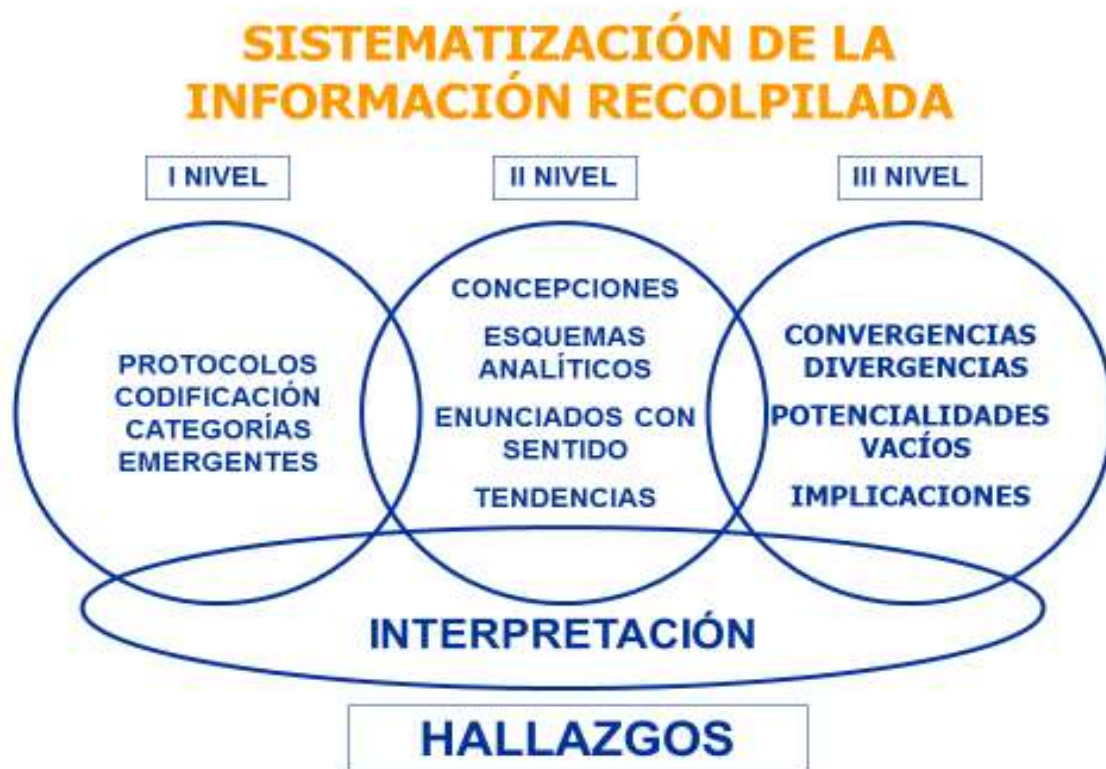 SISTEMATIZACIÓN DE LA
INFORMACIÓN RECOLPILADA
I NIVEL
II NIVEL
III NIVEL
PROTOCOLOS
CODIFICACIÓN
CATEGORÍAS
EMERGENTES
CONCEPCIONES
ESQUEMAS
ANALÍTICOS
ENUNCIADOS CON
SENTIDO
TENDENCIAS
CONVERGENCIAS
DIVERGENCIAS
POTENCIALIDADES
VACÍOS
IMPLICACIONES
INTERPRETACIÓN
HALLAZGOS